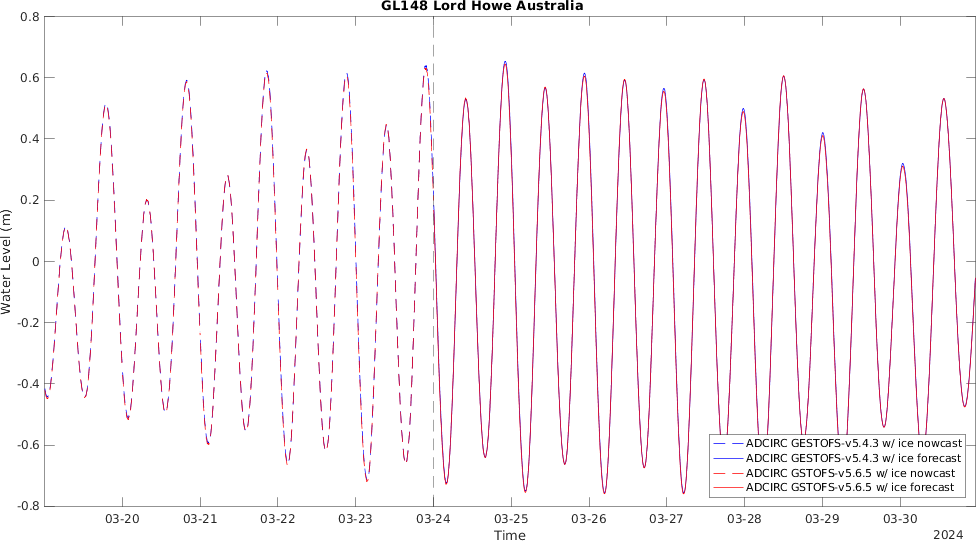 GL148 Lord Howe Australia
0.8
0.6
0.4
0.2
0
-0.2
-0.4
-0.6
-0.8
Water Level (m)
03-20 03-21 03-22 03-23 03-24 03-25 03-26 03-27 03-28 03-29 03-30
Time
2024
ADCIRC GESTOFS-v5.4.3 w/ ice nowcast
ADCIRC GESTOFS-v5.4.3 w/ ice forecast
ADCIRC GSTOFS-v5.6.5 w/ ice nowcast
ADCIRC GSTOFS-v5.6.5 w/ ice forecast